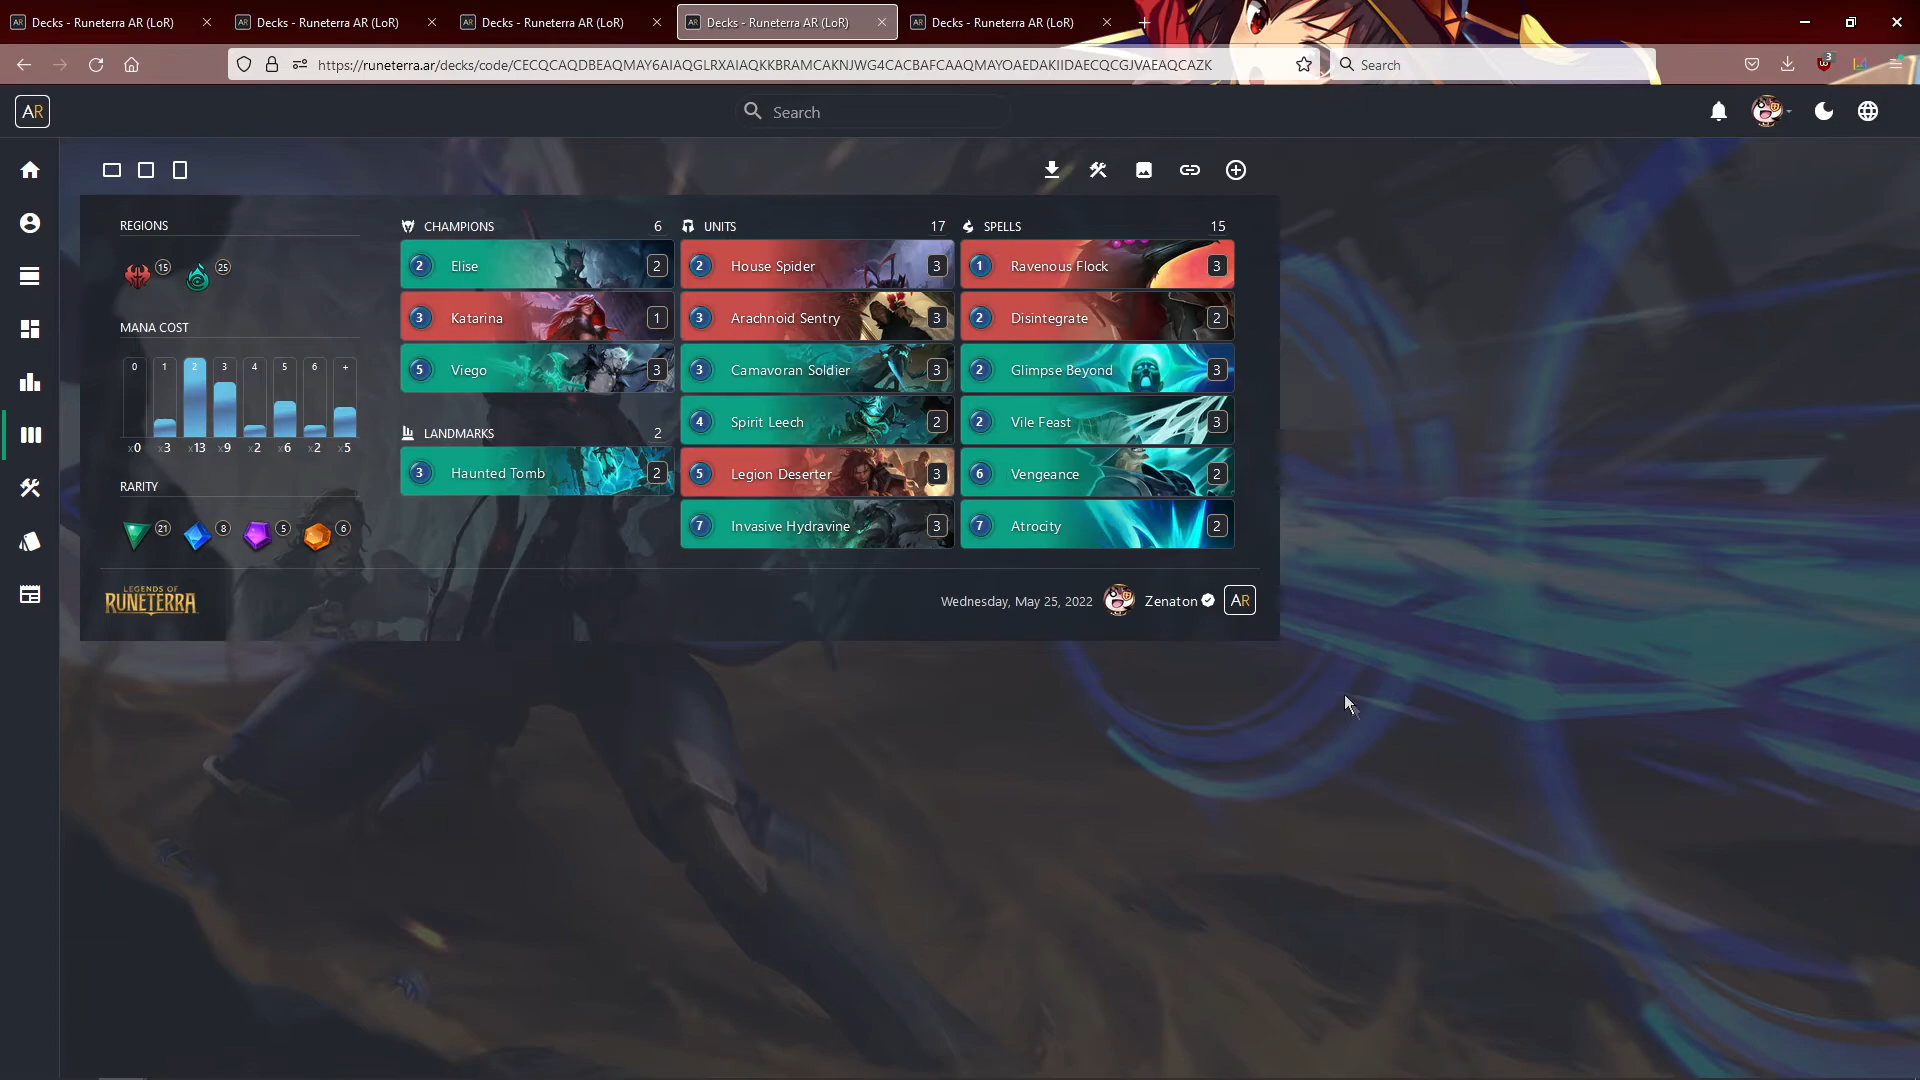 Decks - Runeterra AR (LoR)
Decks - Runeterra AR (LoR)
Decks - Runeterra AR (LoR)
Decks - Runeterra AR (LoR)
Decks - Runeterra AR (LoR)
https://runeterra.ar/decks/code/CECQCAQDBEAQMAY6AIAQGLRXAIAQKKBRAMCAKNJWG4CACBAFCAAQMAYOAEDAKIIDAECQCGJVAEAQCAZK
Search
3
AR
Search
REGIONS
15
25
MANA COST
0 1 2 3 4 5 6 +
x0 x3 x13 x9 x2 x6 x2 x5
RARITY
21 8 5 6
CHAMPIONS 6
2 Elise 2
3 Katarina 1
5 Viego 3
LANDMARKS 2
3 Haunted Tomb 2
UNITS 17
2 House Spider 3
3 Arachnoid Sentry 3
3 Camavoran Soldier 3
4 Spirit Leech 2
5 Legion Deserter 3
7 Invasive Hydravine 3
SPELLS 15
1 Ravenous Flock 3
2 Disintegrate 2
2 Glimpse Beyond 3
2 Vile Feast 3
6 Vengeance 2
7 Atrocity 2
LEGENDS OF
RUNETERRA
Wednesday, May 25, 2022
Zenaton
AR